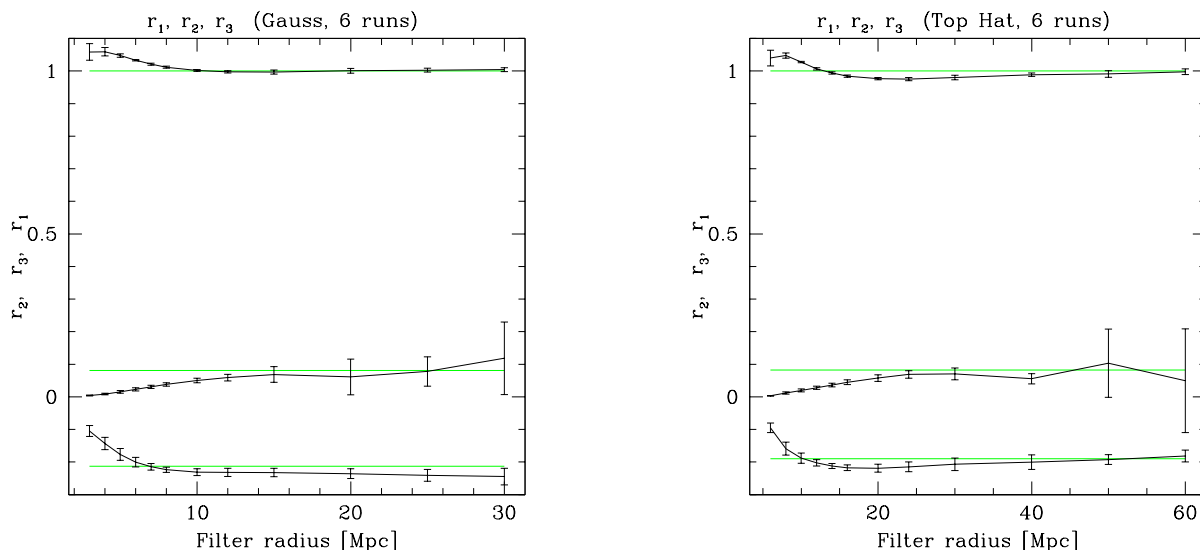 r₁, r₂, r₃ (Gauss, 6 runs)
1
0.5
0
r₂, r₃, r₁
10 20 30
Filter radius [Mpc]
r₁, r₂, r₃ (Top Hat, 6 runs)
1
0.5
0
r₂, r₃, r₁
20 40 60
Filter radius [Mpc]